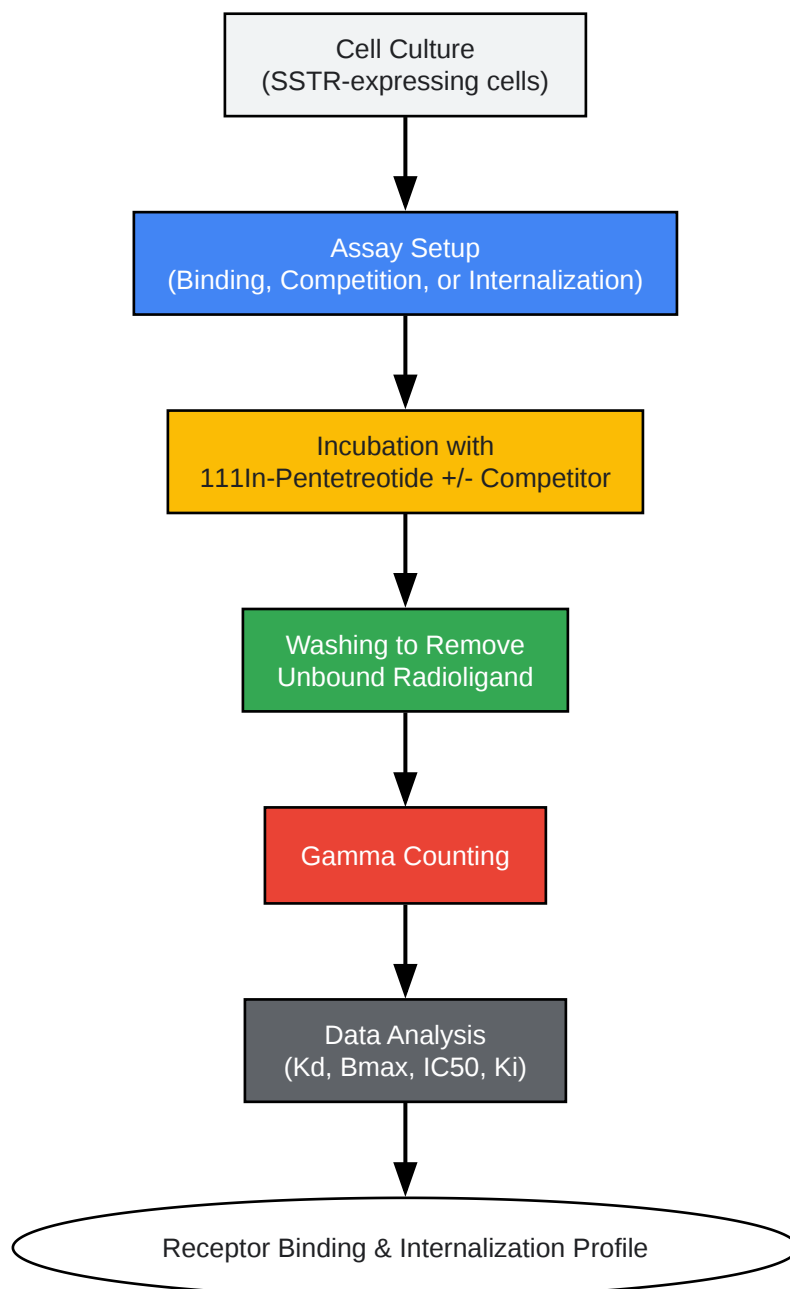 Cell Culture
(SSTR-expressing cells)
Assay Setup
(Binding, Competition, or Internalization)
Incubation with
111In-Pentetreotide +/- Competitor
Washing to Remove
Unbound Radioligand
Gamma Counting
Data Analysis
(Kd, Bmax, IC50, Ki)
Receptor Binding & Internalization Profile